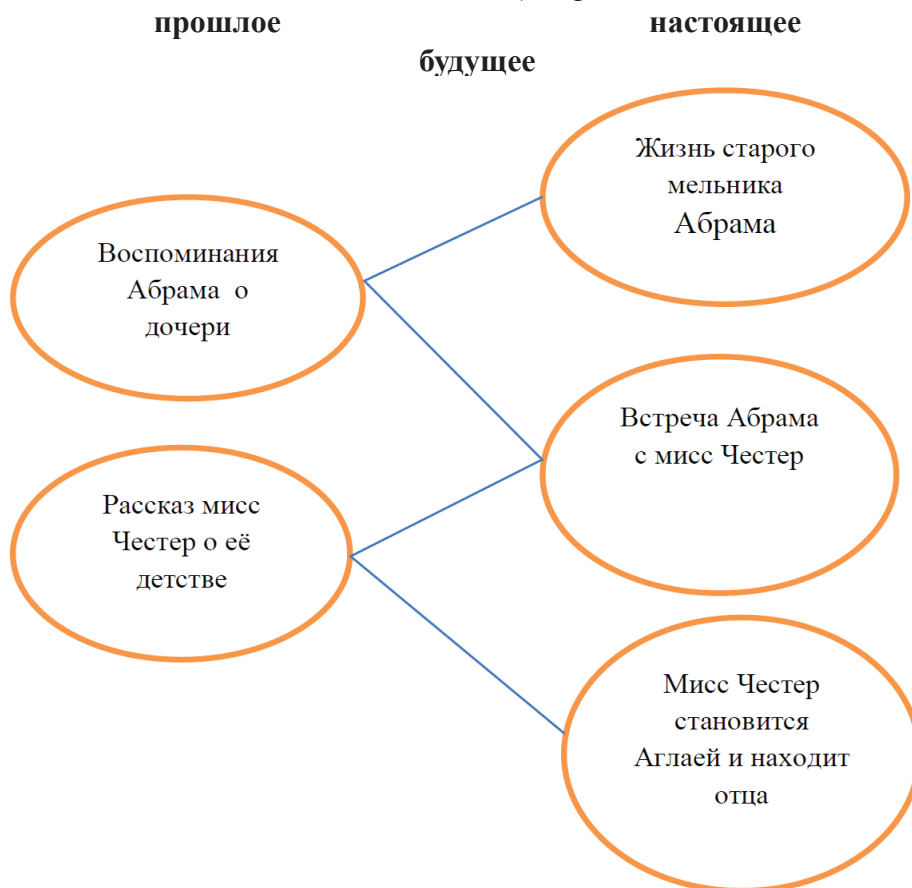 прошлое настоящее
будущее
Жизнь старого
мельника
Абрама
Воспоминания
Абрама о
дочери
Встреча Абрама
с мисс Честер
Рассказ мисс
Честер о её
детстве
Мисс Честер
становится
Аглаей и находит
отца